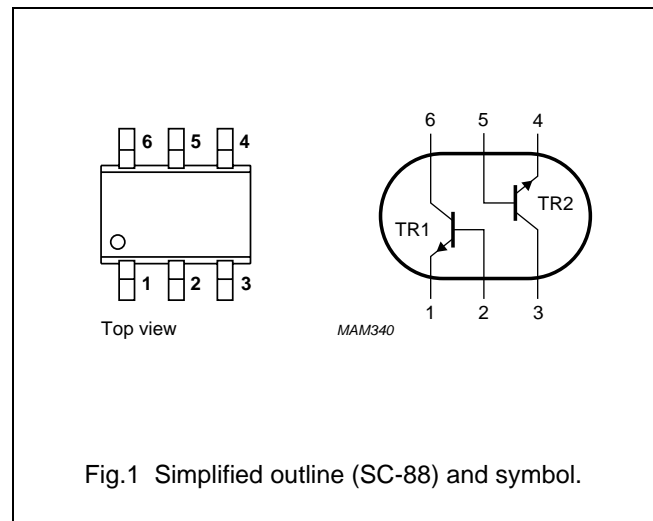 6 5 4
1 2 3
Top view
6 5 4
TR1 TR2
1 2 3
MAM340
Fig.1 Simplified outline (SC-88) and symbol.